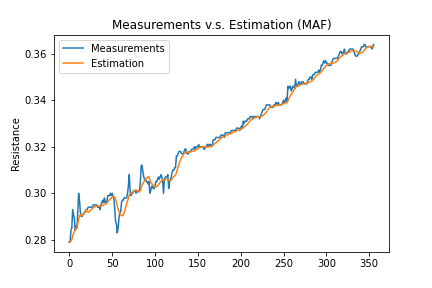 Measurements v.s. Estimation (MAF)
Measurements
Estimation
Resistance
0.36
0.34
0.32
0.30
0.28
0 50 100 150 200 250 300 350